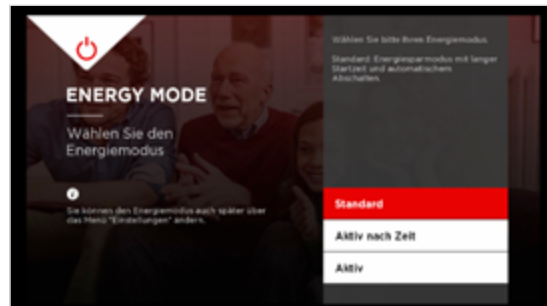 ENERGY MODE
Wählen Sie den
Energiemodus
Sie können den Energiemodus auch später über
das Menü "Einstellungen" ändern.
Wählen Sie bitte Ihren Energiemodus.
Standard: Energiesparmodus mit langer
Startzeit und automatischem
Abschalten.
Standard
Aktiv nach Zeit
Aktiv